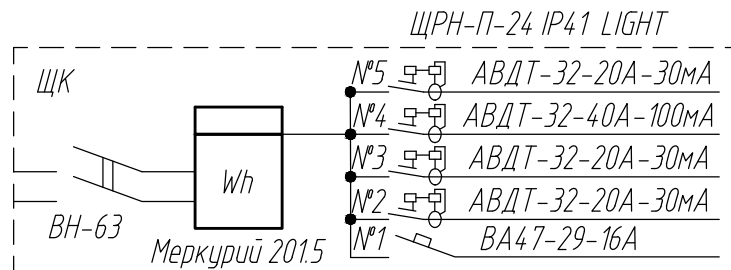 ЩРН-П-24 IP41 LIGHT
ЩК
№5 АВДТ-32-20А-30мА
№4 АВДТ-32-40А-100мА
№3 АВДТ-32-20А-30мА
Wh
№2 АВДТ-32-20А-30мА
ВН-63
№1 ВА47-29-16А
Меркурий 201.5